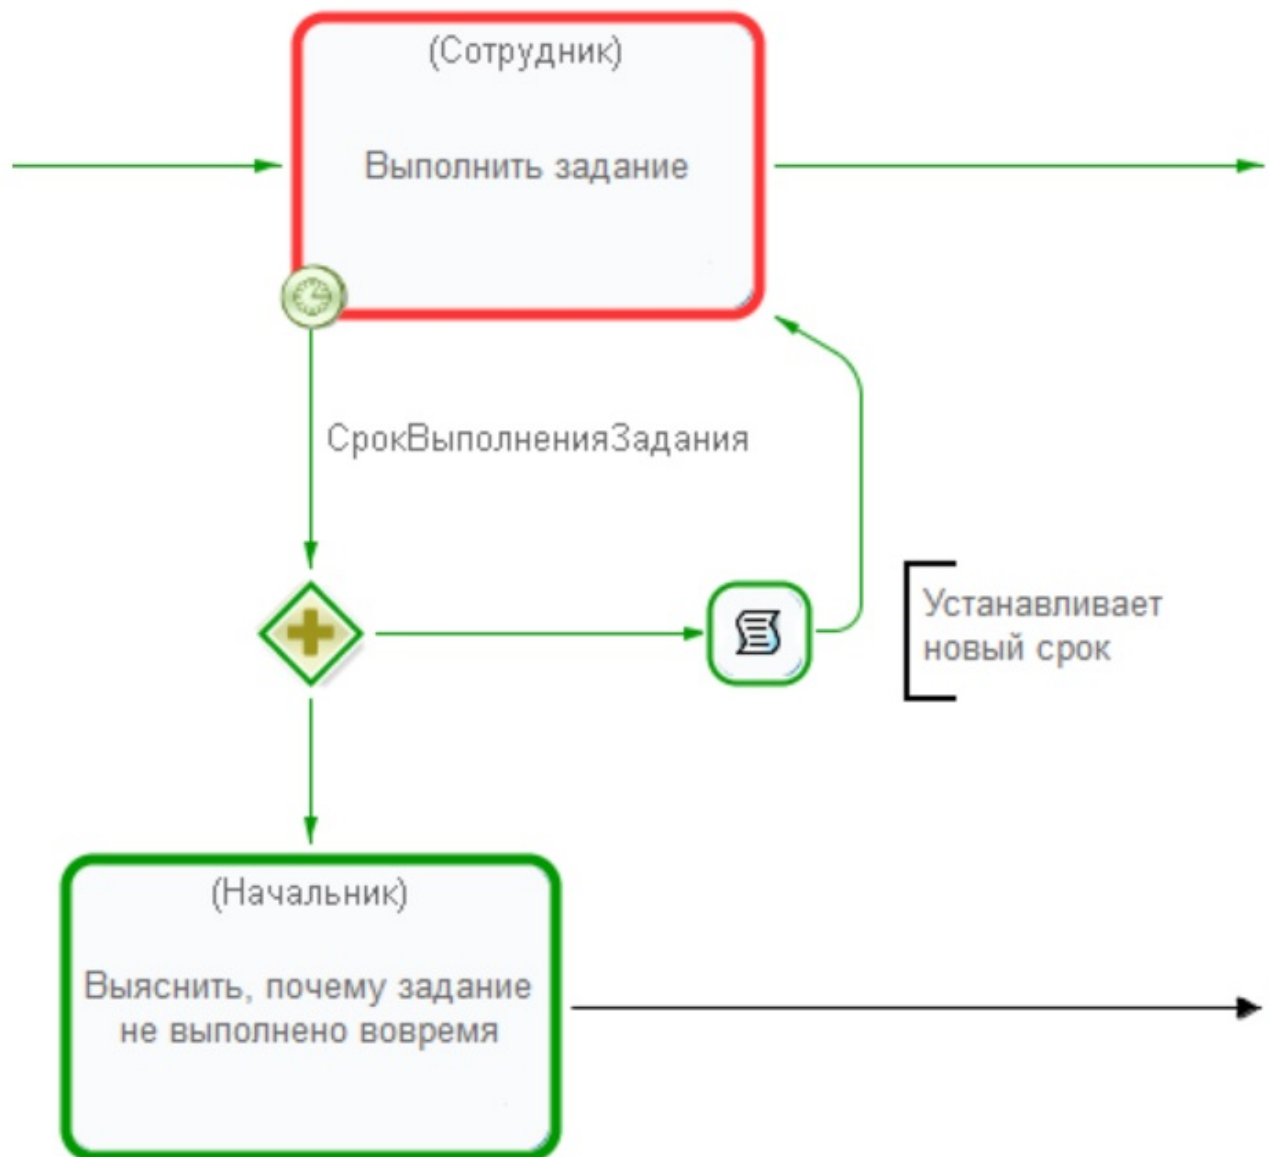 (Сотрудник)
Выполнить задание
СрокВыполненияЗадания
Устанавливает
новый срок
(Начальник)
Выяснить, почему задание
не выполнено вовремя